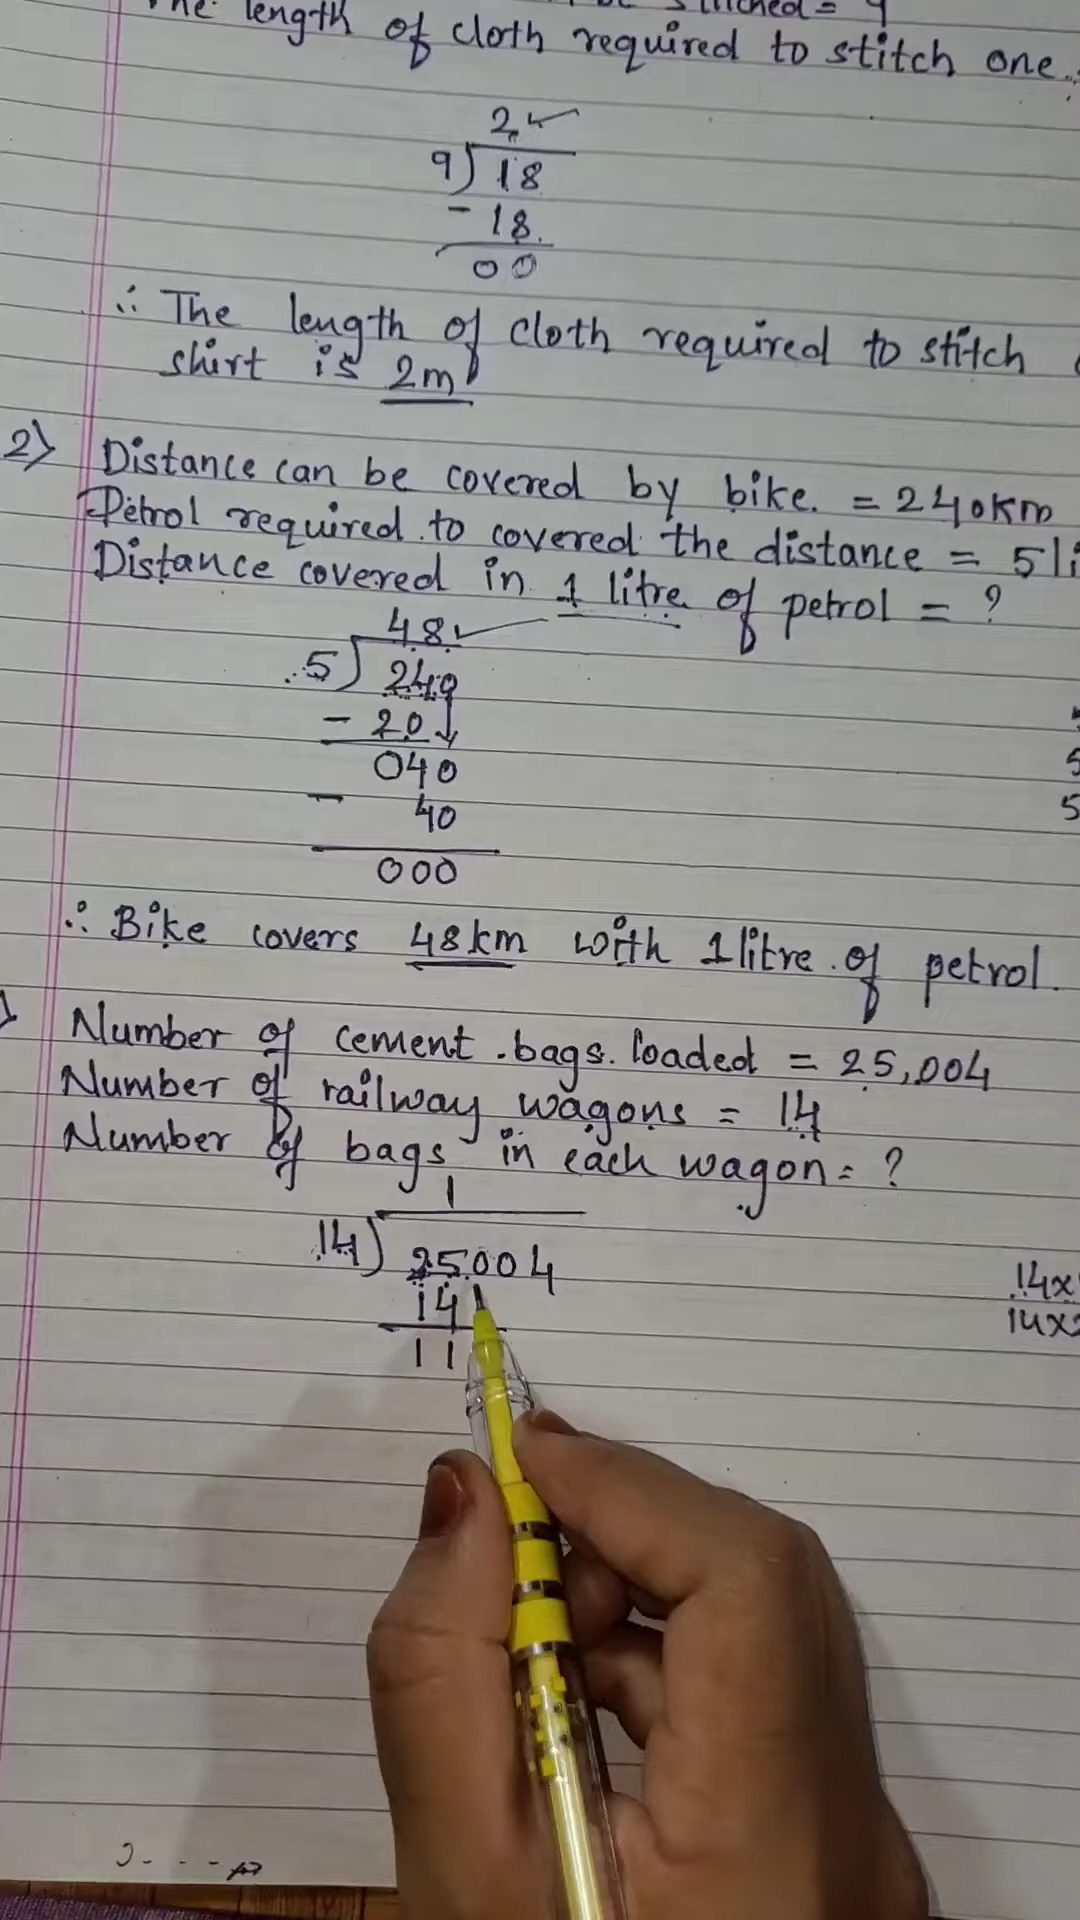 The length of cloth required to stitch one
2 ✓
9) 18
- 18
00
∴ The length of cloth required to stitch
shirt is 2m
2) Distance can be covered by bike. = 240km
Petrol required to covered the distance = 5 li
Distance covered in 1 litre of petrol = ?
48 ✓
5) 240
- 20 ↓
040
- 40
000
∴ Bike covers 48km with 1 litre of petrol.
Number of cement bags loaded = 25,004
Number of railway wagons = 14
Number of bags in each wagon = ?
1
14) 25004
14
11
14x
14x